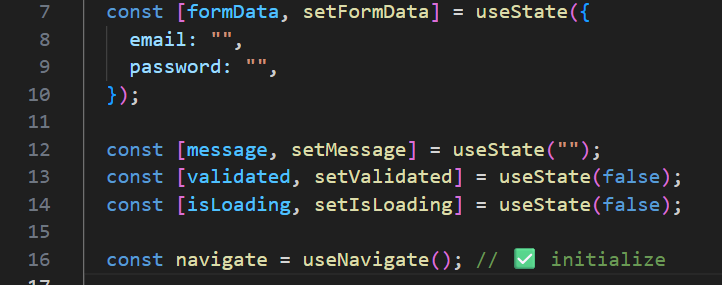 7 const [formData, setFormData] = useState({
8 email: "",
9 password: "",
10 });
11
12 const [message, setMessage] = useState("");
13 const [validated, setValidated] = useState(false);
14 const [isLoading, setIsLoading] = useState(false);
15
16 const navigate = useNavigate(); // ✅ initialize
17